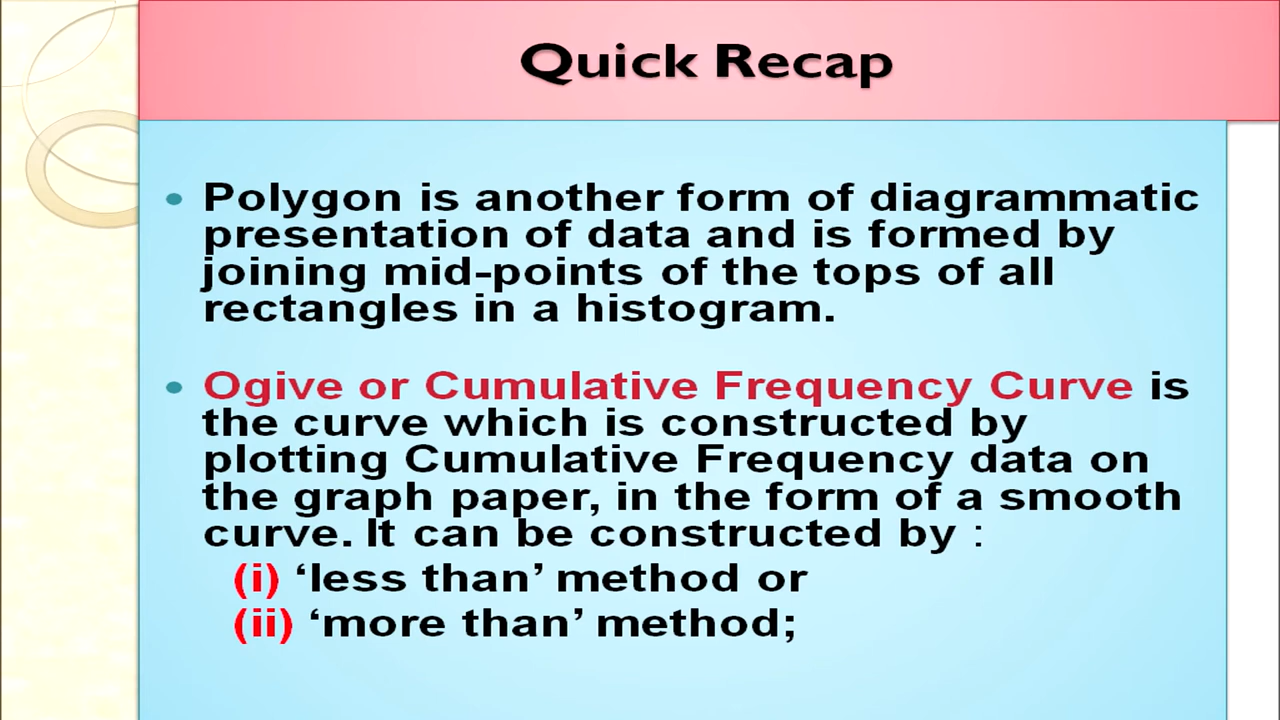 Quick Recap
• Polygon is another form of diagrammatic
presentation of data and is formed by
joining mid-points of the tops of all
rectangles in a histogram.
• Ogive or Cumulative Frequency Curve is
the curve which is constructed by
plotting Cumulative Frequency data on
the graph paper, in the form of a smooth
curve. It can be constructed by :
(i) ‘less than’ method or
(ii) ‘more than’ method;